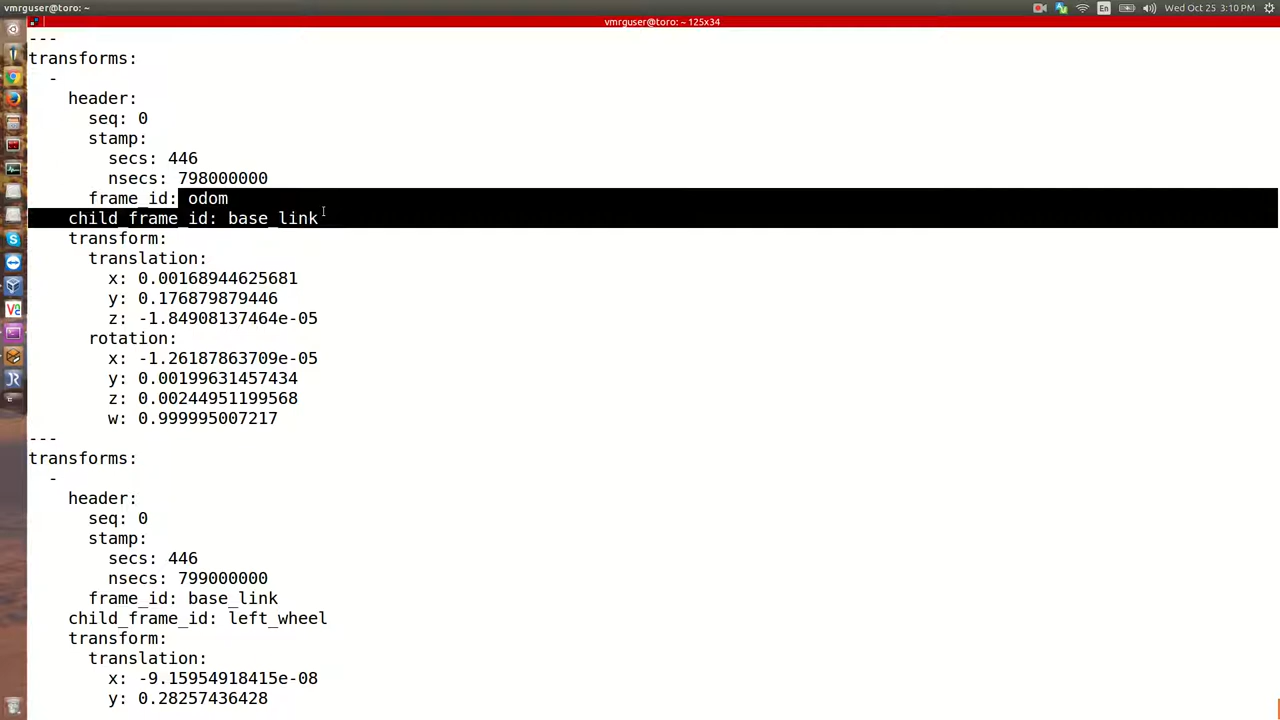 vmrguser@toro: ~
En
Wed Oct 25 3:10 PM
vmrguser@toro: ~ 125x34
---
transforms:
-
header:
seq: 0
stamp:
secs: 446
nsecs: 798000000
frame_id: odom
child_frame_id: base_link
transform:
translation:
x: 0.00168944625681
y: 0.176879879446
z: -1.84908137464e-05
rotation:
x: -1.26187863709e-05
y: 0.00199631457434
z: 0.00244951199568
w: 0.999995007217
---
transforms:
-
header:
seq: 0
stamp:
secs: 446
nsecs: 799000000
frame_id: base_link
child_frame_id: left_wheel
transform:
translation:
x: -9.15954918415e-08
y: 0.28257436428